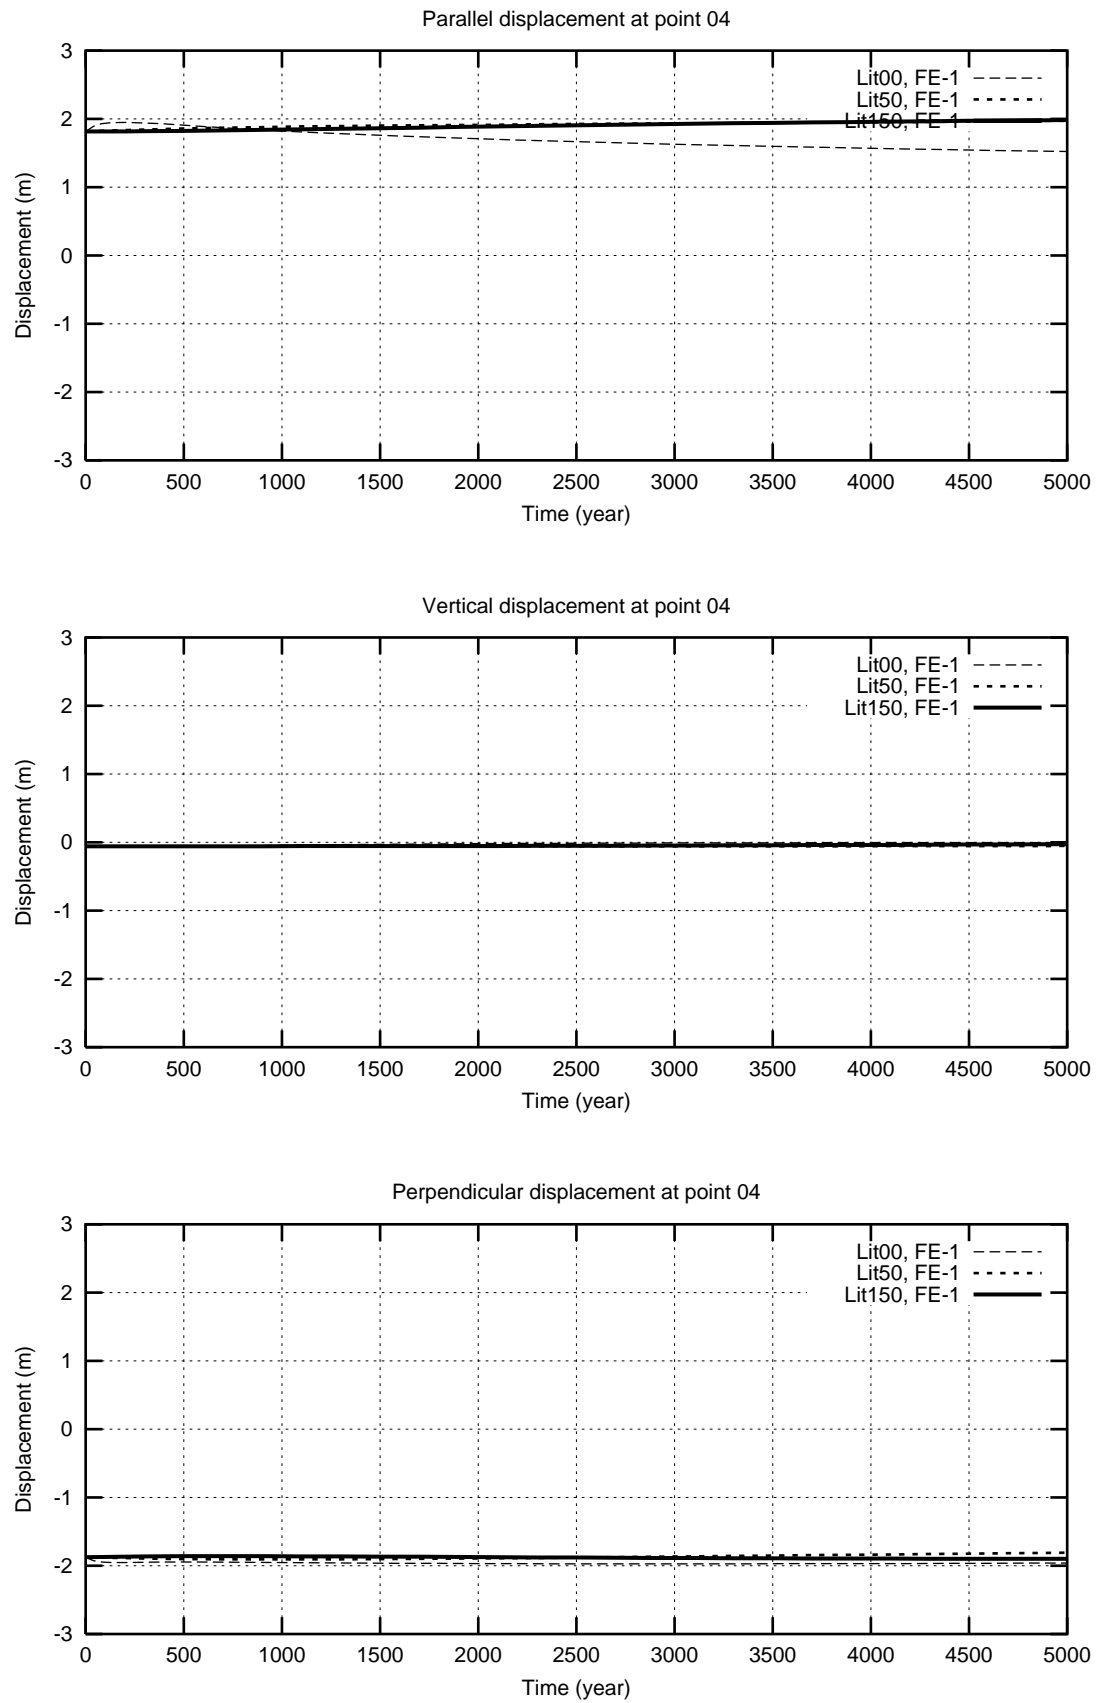 Parallel displacement at point 04
3
2
1
0
-1
-2
-3
Displacement (m)
Lit00, FE-1
Lit50, FE-1
Lit150, FE-1
0 500 1000 1500 2000 2500 3000 3500 4000 4500 5000
Time (year)
Vertical displacement at point 04
3
2
1
0
-1
-2
-3
Displacement (m)
Lit00, FE-1
Lit50, FE-1
Lit150, FE-1
0 500 1000 1500 2000 2500 3000 3500 4000 4500 5000
Time (year)
Perpendicular displacement at point 04
3
2
1
0
-1
-2
-3
Displacement (m)
Lit00, FE-1
Lit50, FE-1
Lit150, FE-1
0 500 1000 1500 2000 2500 3000 3500 4000 4500 5000
Time (year)